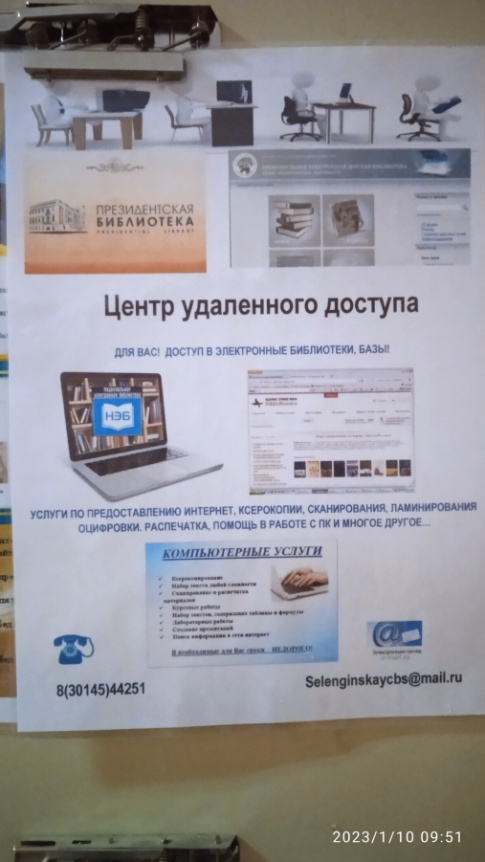 ПРЕЗИДЕНТСКАЯ
БИБЛИОТЕКА
PRESIDENTIAL LIBRARY
Центр удаленного доступа
ДЛЯ ВАС! ДОСТУП В ЭЛЕКТРОННЫЕ БИБЛИОТЕКИ, БАЗЫ!
НЭБ
УСЛУГИ ПО ПРЕДОСТАВЛЕНИЮ ИНТЕРНЕТ, КСЕРОКОПИИ, СКАНИРОВАНИЯ, ЛАМИНИРОВАНИЯ
ОЦИФРОВКИ. РАСПЕЧАТКА, ПОМОЩЬ В РАБОТЕ С ПК И МНОГОЕ ДРУГОЕ...
КОМПЬЮТЕРНЫЕ УСЛУГИ
Ксерокопирование
Набор текста любой сложности
Сканирование и распечатка
материалов
Курсовые работы
Набор текстов, содержащих таблицы и формулы
Лабораторные работы
Создание презентаций
Поиск информации в сети интернет
В необходимые для Вас сроки НЕДОРОГО!
8(30145)44251
Selenginskaycbs@mail.ru
2023/1/10 09:51